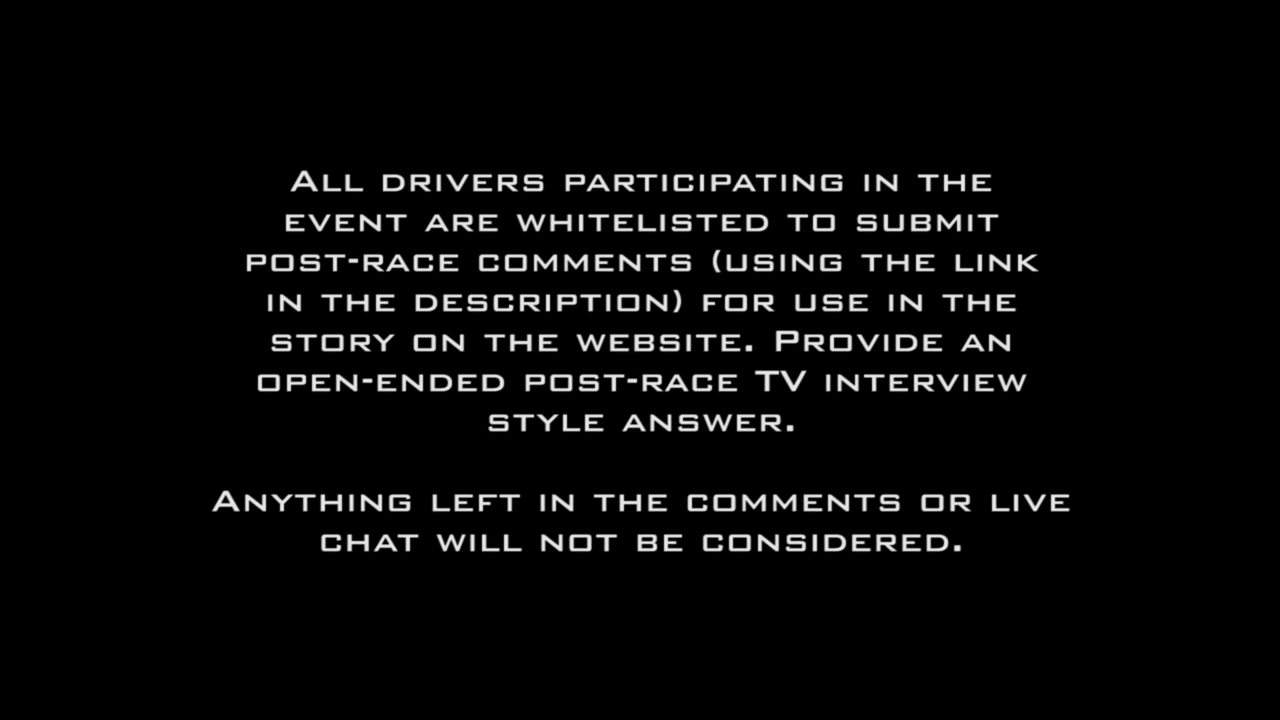 All drivers participating in the
event are whitelisted to submit
post-race comments (using the link
in the description) for use in the
story on the website. Provide an
open-ended post-race TV interview
style answer.
Anything left in the comments or live
chat will not be considered.